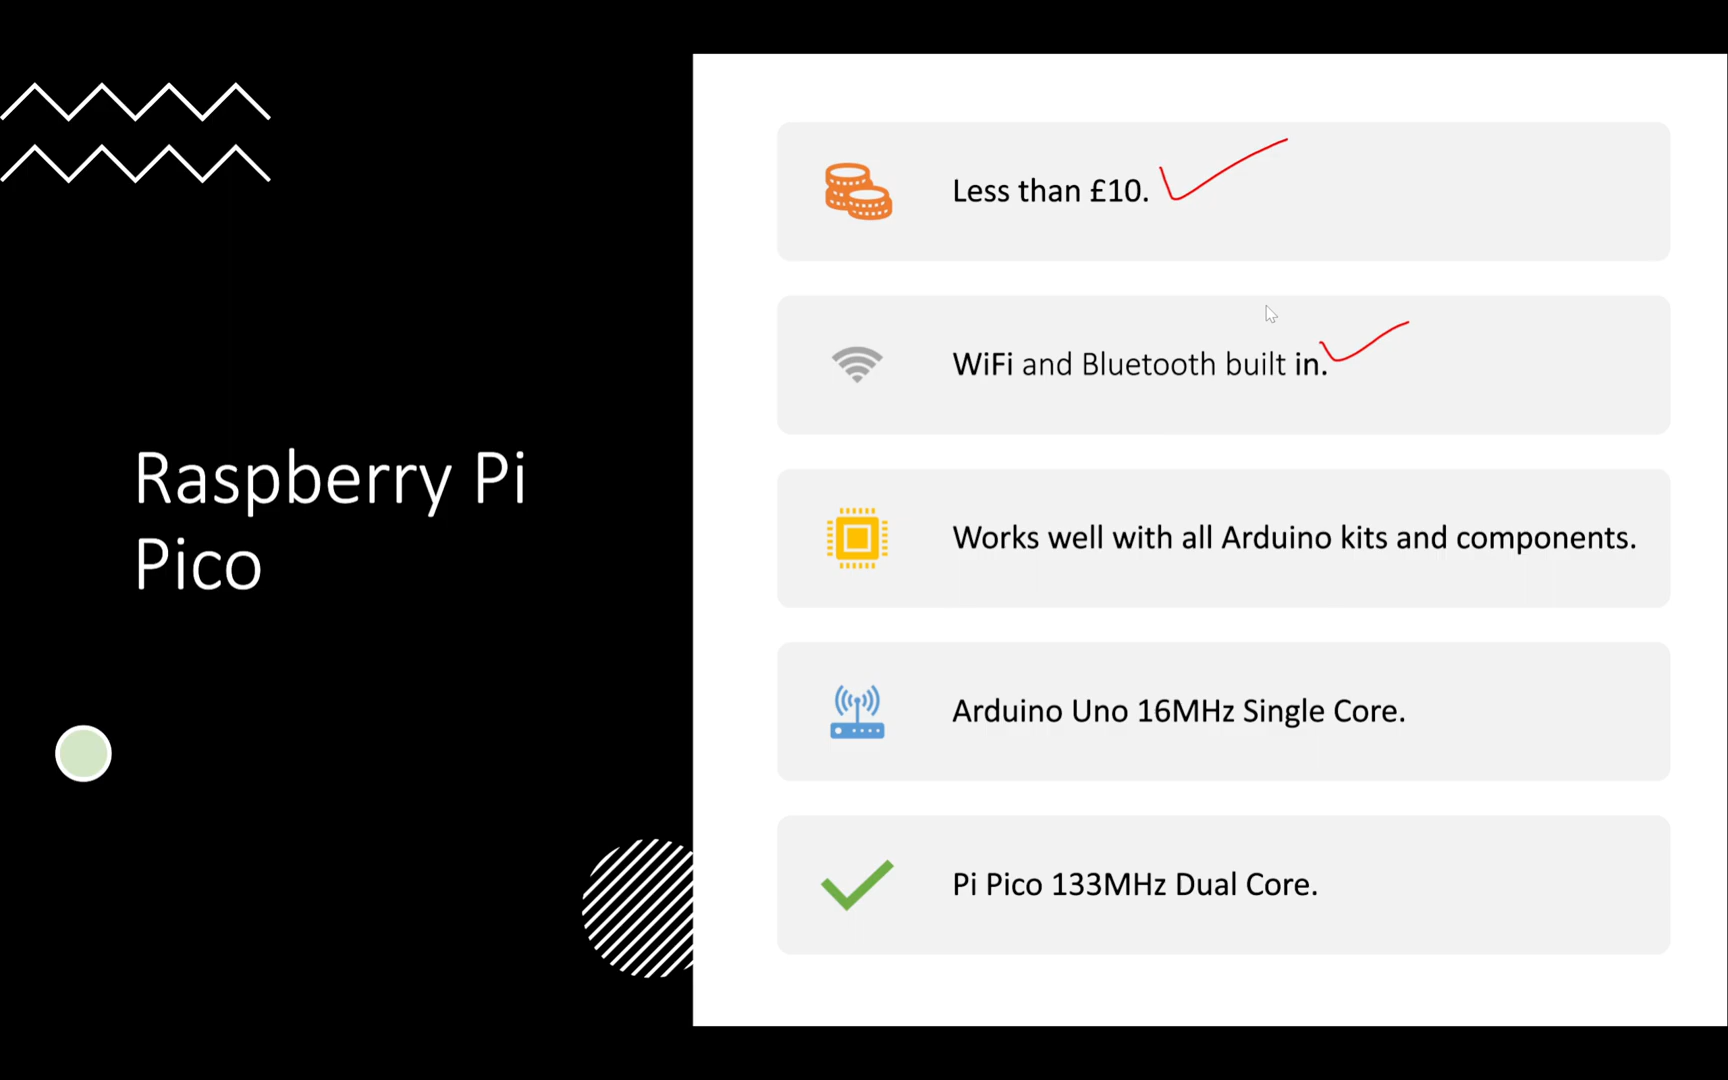 Raspberry Pi
Pico
Less than £10.
WiFi and Bluetooth built in.
Works well with all Arduino kits and components.
Arduino Uno 16MHz Single Core.
Pi Pico 133MHz Dual Core.